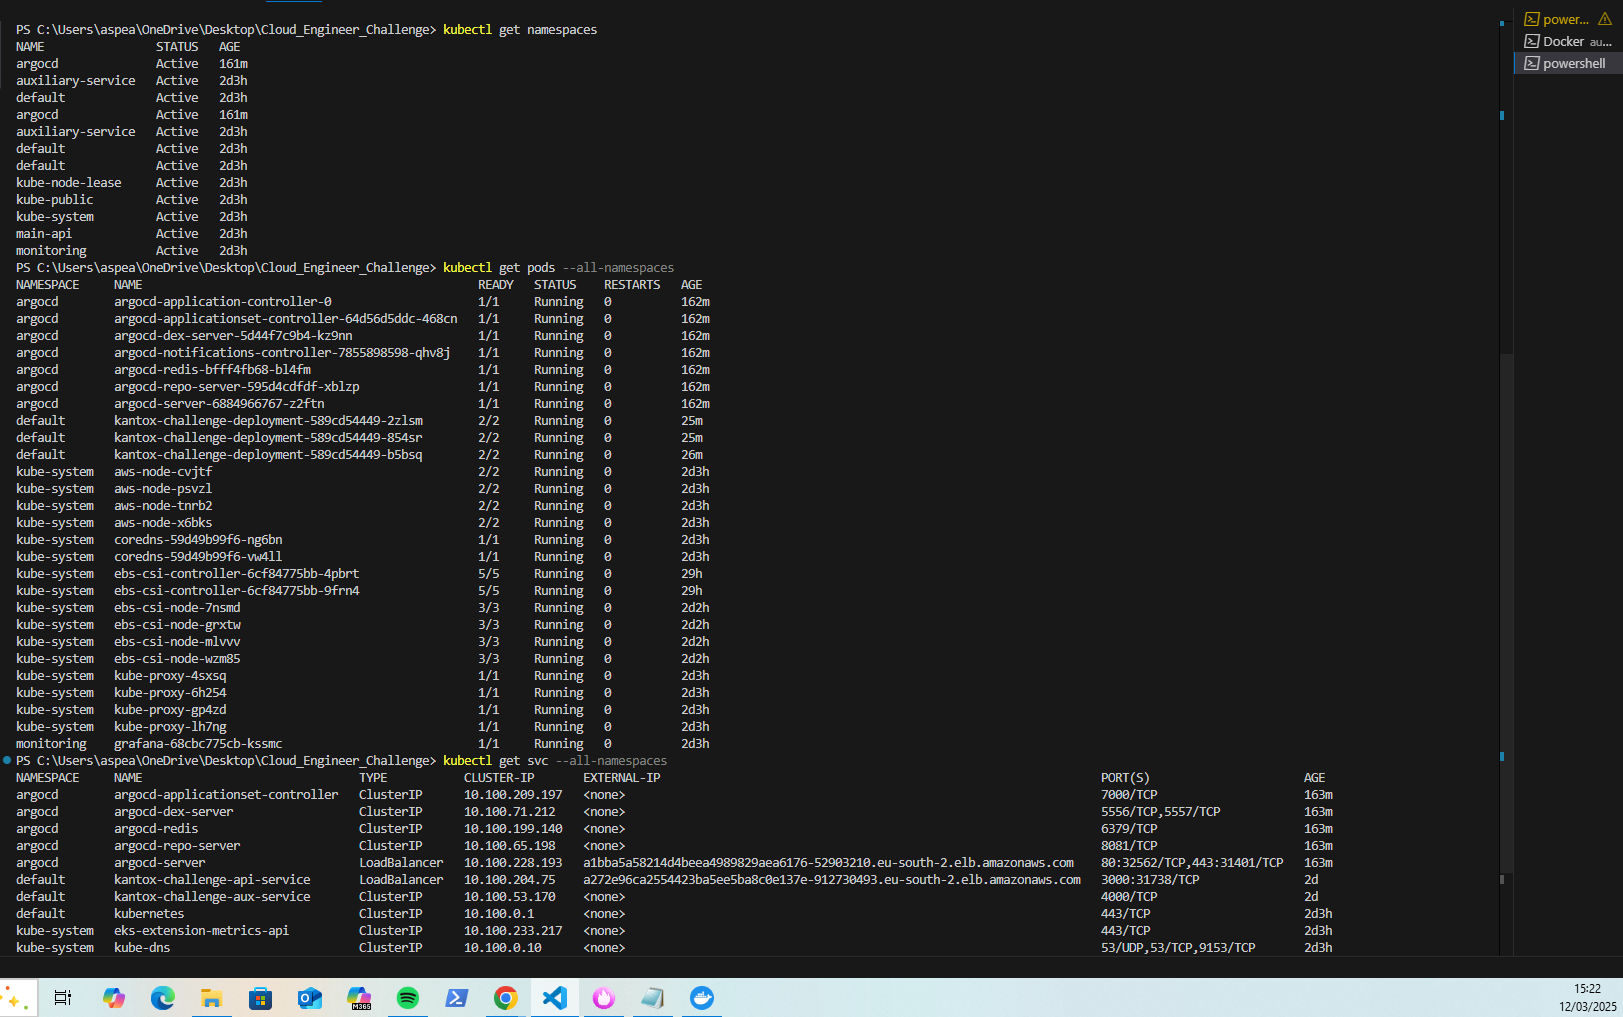 PS C:\Users\aspea\OneDrive\Desktop\Cloud_Engineer_Challenge> kubectl get namespaces
NAME STATUS AGE
argocd Active 161m
auxiliary-service Active 2d3h
default Active 2d3h
argocd Active 161m
auxiliary-service Active 2d3h
default Active 2d3h
default Active 2d3h
kube-node-lease Active 2d3h
kube-public Active 2d3h
kube-system Active 2d3h
main-api Active 2d3h
monitoring Active 2d3h
PS C:\Users\aspea\OneDrive\Desktop\Cloud_Engineer_Challenge> kubectl get pods --all-namespaces
NAMESPACE NAME READY STATUS RESTARTS AGE
argocd argocd-application-controller-0 1/1 Running 0 162m
argocd argocd-applicationset-controller-64d56d5ddc-468cn 1/1 Running 0 162m
argocd argocd-dex-server-5d44f7c9b4-kz9nn 1/1 Running 0 162m
argocd argocd-notifications-controller-7855898598-qhv8j 1/1 Running 0 162m
argocd argocd-redis-bfff4fb68-bl4fm 1/1 Running 0 162m
argocd argocd-repo-server-595d4cdfdf-xblzp 1/1 Running 0 162m
argocd argocd-server-6884966767-z2ftn 1/1 Running 0 162m
default kantox-challenge-deployment-589cd54449-2zlsm 2/2 Running 0 25m
default kantox-challenge-deployment-589cd54449-854sr 2/2 Running 0 25m
default kantox-challenge-deployment-589cd54449-b5bsq 2/2 Running 0 26m
kube-system aws-node-cvjtf 2/2 Running 0 2d3h
kube-system aws-node-psvzl 2/2 Running 0 2d3h
kube-system aws-node-tnrb2 2/2 Running 0 2d3h
kube-system aws-node-x6bks 2/2 Running 0 2d3h
kube-system coredns-59d49b99f6-ng6bn 1/1 Running 0 2d3h
kube-system coredns-59d49b99f6-vw4ll 1/1 Running 0 2d3h
kube-system ebs-csi-controller-6cf84775bb-4pbrt 5/5 Running 0 29h
kube-system ebs-csi-controller-6cf84775bb-9frn4 5/5 Running 0 29h
kube-system ebs-csi-node-7nsmd 3/3 Running 0 2d2h
kube-system ebs-csi-node-grxtw 3/3 Running 0 2d2h
kube-system ebs-csi-node-mlvvv 3/3 Running 0 2d2h
kube-system ebs-csi-node-wzm85 3/3 Running 0 2d2h
kube-system kube-proxy-4sxsq 1/1 Running 0 2d3h
kube-system kube-proxy-6h254 1/1 Running 0 2d3h
kube-system kube-proxy-gp4zd 1/1 Running 0 2d3h
kube-system kube-proxy-lh7ng 1/1 Running 0 2d3h
monitoring grafana-68cbc775cb-kssmc 1/1 Running 0 2d3h
PS C:\Users\aspea\OneDrive\Desktop\Cloud_Engineer_Challenge> kubectl get svc --all-namespaces
NAMESPACE NAME TYPE CLUSTER-IP EXTERNAL-IP PORT(S) AGE
argocd argocd-applicationset-controller ClusterIP 10.100.209.197 <none> 7000/TCP 163m
argocd argocd-dex-server ClusterIP 10.100.71.212 <none> 5556/TCP,5557/TCP 163m
argocd argocd-redis ClusterIP 10.100.199.140 <none> 6379/TCP 163m
argocd argocd-repo-server ClusterIP 10.100.65.198 <none> 8081/TCP 163m
argocd argocd-server LoadBalancer 10.100.228.193 a1bba5a58214d4beea4989829aea6176-52903210.eu-south-2.elb.amazonaws.com 80:32562/TCP,443:31401/TCP 163m
default kantox-challenge-api-service LoadBalancer 10.100.204.75 a272e96ca2554423ba5ee5ba8c0e137e-912730493.eu-south-2.elb.amazonaws.com 3000:31738/TCP 2d
default kantox-challenge-aux-service ClusterIP 10.100.53.170 <none> 4000/TCP 2d
default kubernetes ClusterIP 10.100.0.1 <none> 443/TCP 2d3h
kube-system eks-extension-metrics-api ClusterIP 10.100.233.217 <none> 443/TCP 2d3h
kube-system kube-dns ClusterIP 10.100.0.10 <none> 53/UDP,53/TCP,9153/TCP 2d3h
power...
Docker au...
powershell
M365
15:22
12/03/2025